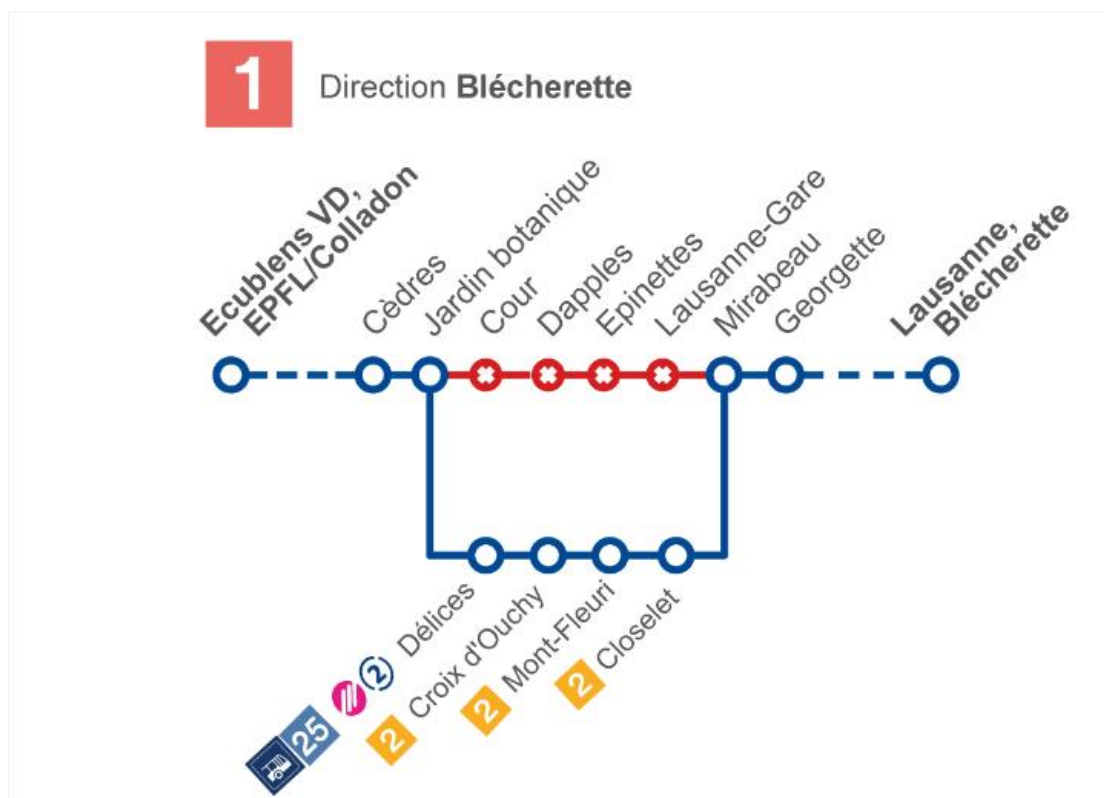 1 Direction Blécherette
Ecublens VD,
EPFL/Colladon
Cèdres
Jardin botanique
Cour
Dapples
Epinettes
Lausanne-Gare
Mirabeau
Georgette
Lausanne,
Blécherette
25 2 Délices
2 Croix d'Ouchy
2 Mont-Fleuri
2 Closelet